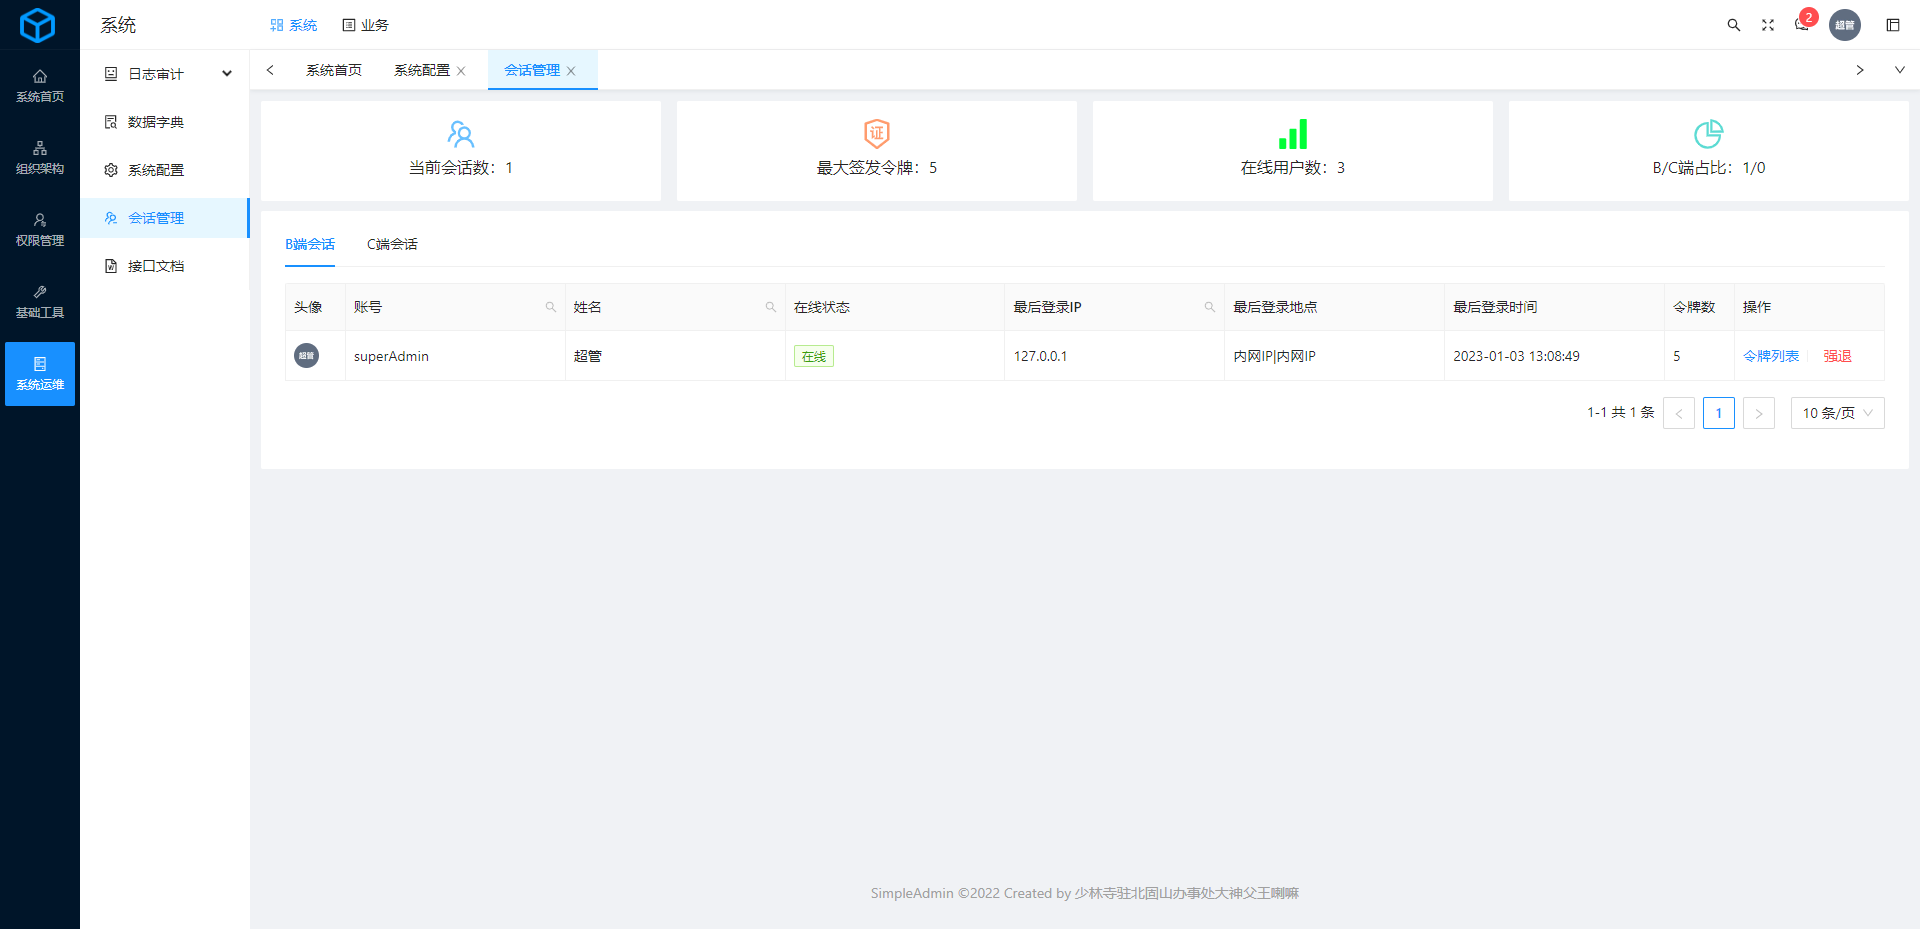 系统
系统
业务
2
超管
系统首页
组织架构
权限管理
基础工具
系统运维
日志审计
数据字典
系统配置
会话管理
接口文档
系统首页
系统配置
会话管理
当前会话数：1
证
最大签发令牌：5
在线用户数：3
B/C端占比：1/0
B端会话
C端会话
头像 账号 姓名 在线状态 最后登录IP 最后登录地点 最后登录时间 令牌数 操作
超管 superAdmin 超管 在线 127.0.0.1 内网IP|内网IP 2023-01-03 13:08:49 5 令牌列表 强退
1-1 共 1 条 < 1 > 10 条/页
SimpleAdmin ©2022 Created by 少林寺驻北固山办事处大神父王喇嘛